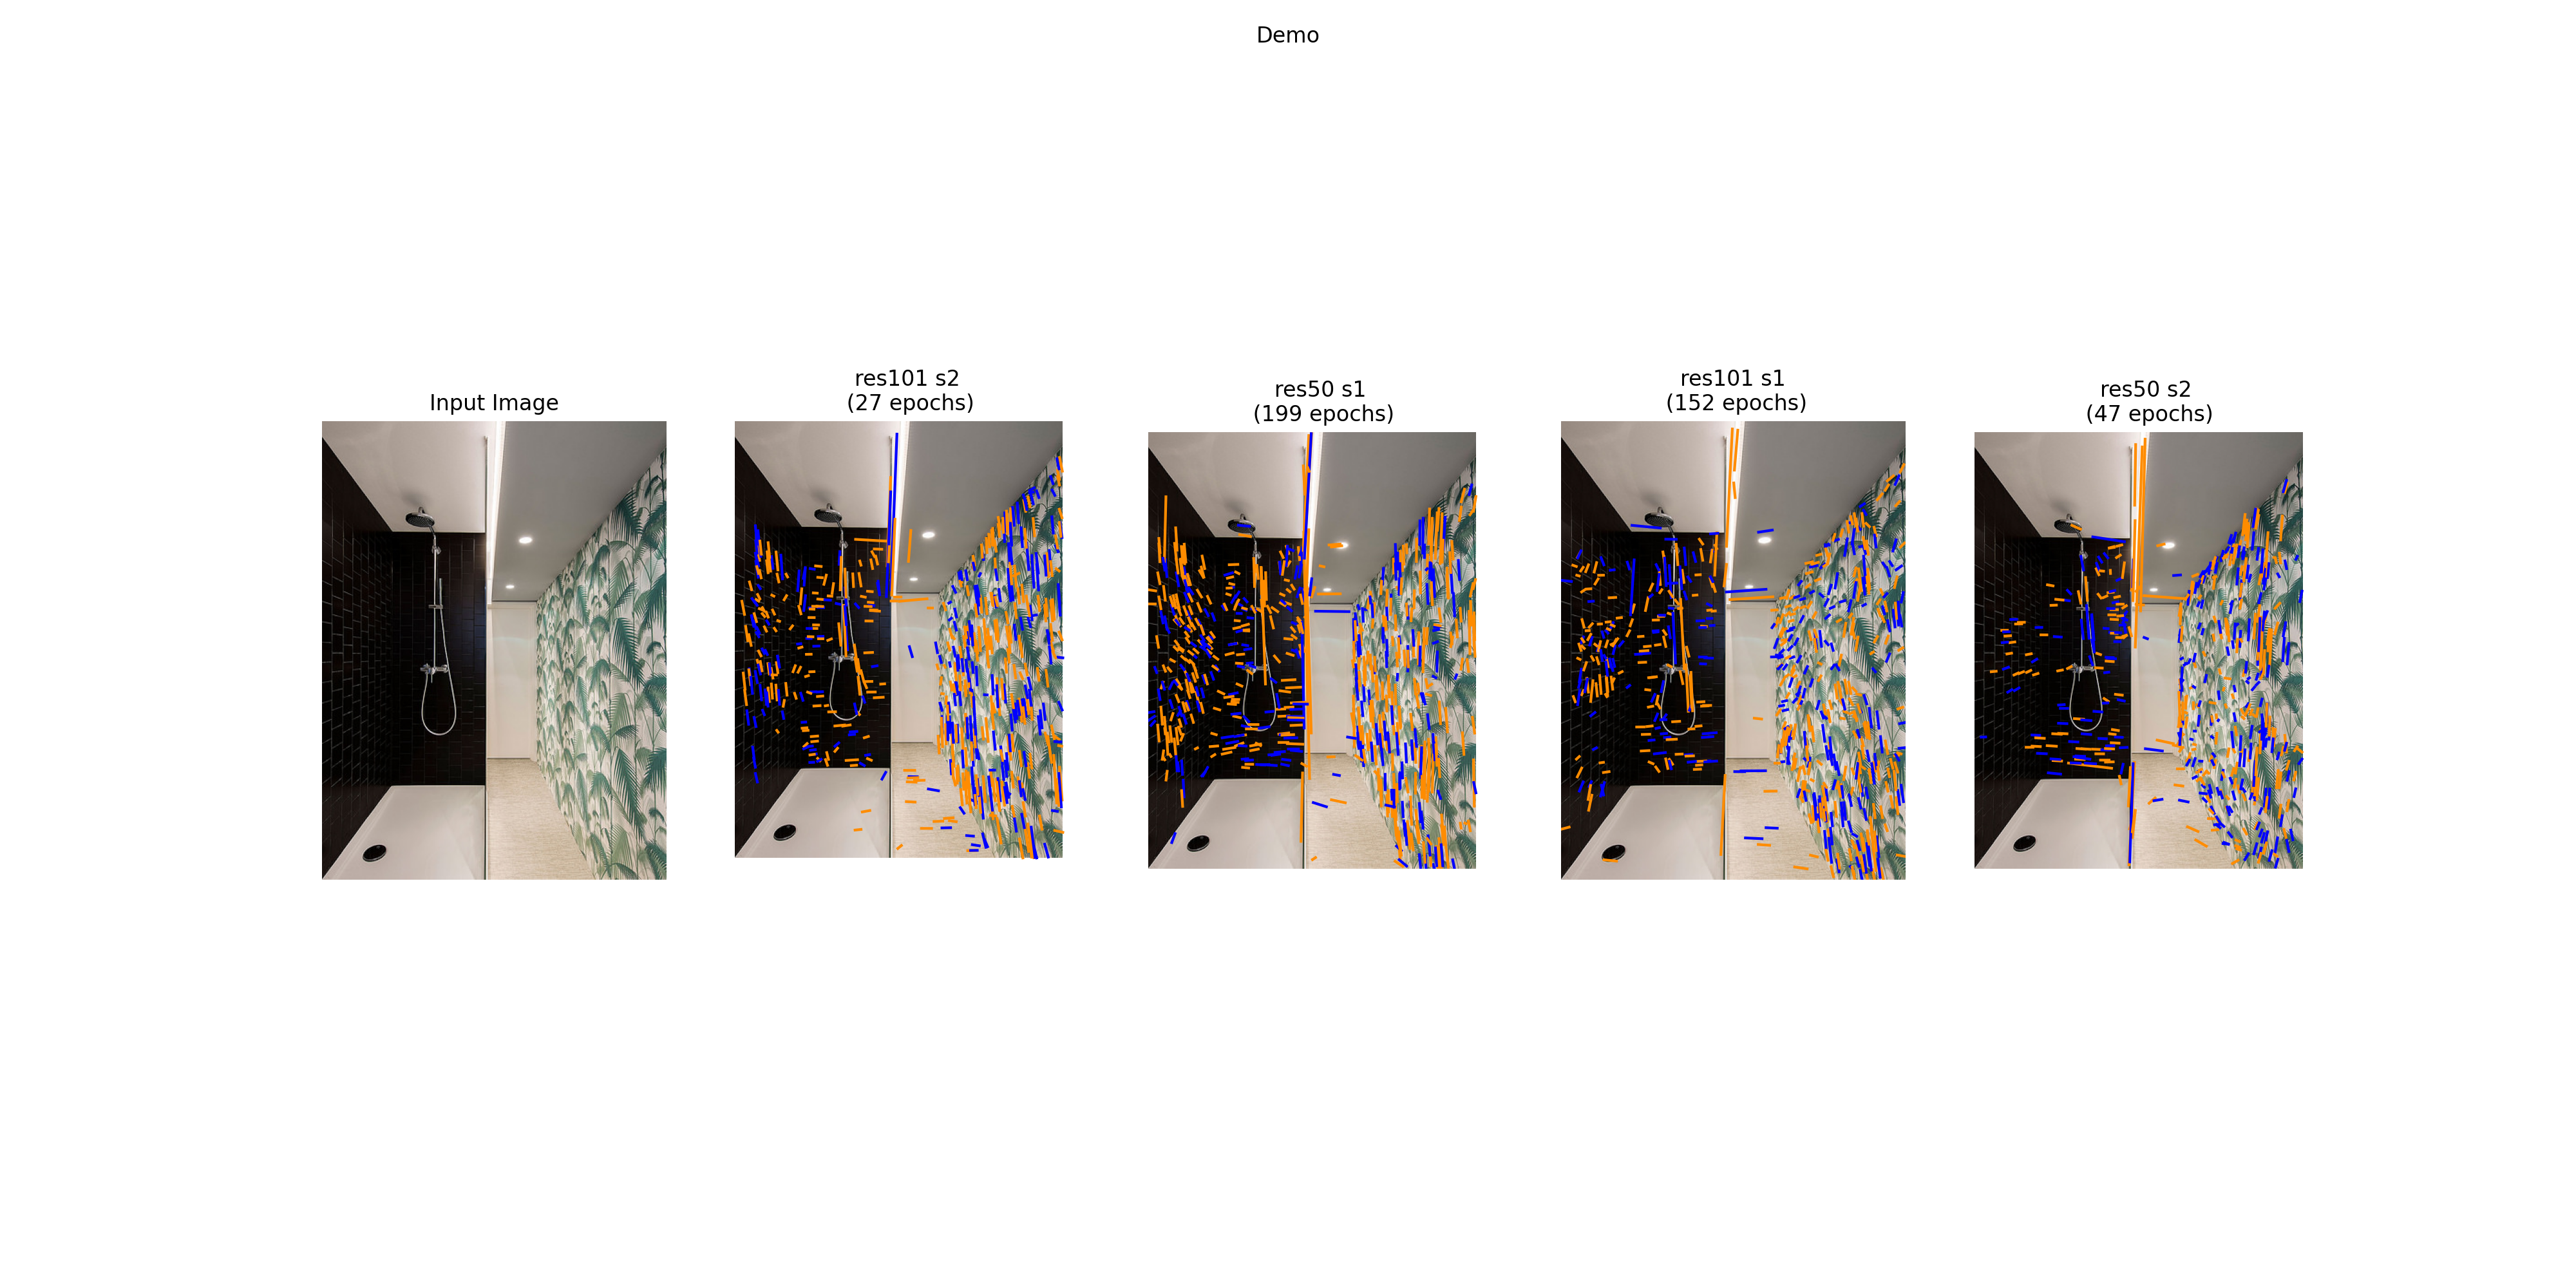 Demo
Input Image
res101 s2
(27 epochs)
res50 s1
(199 epochs)
res101 s1
(152 epochs)
res50 s2
(47 epochs)